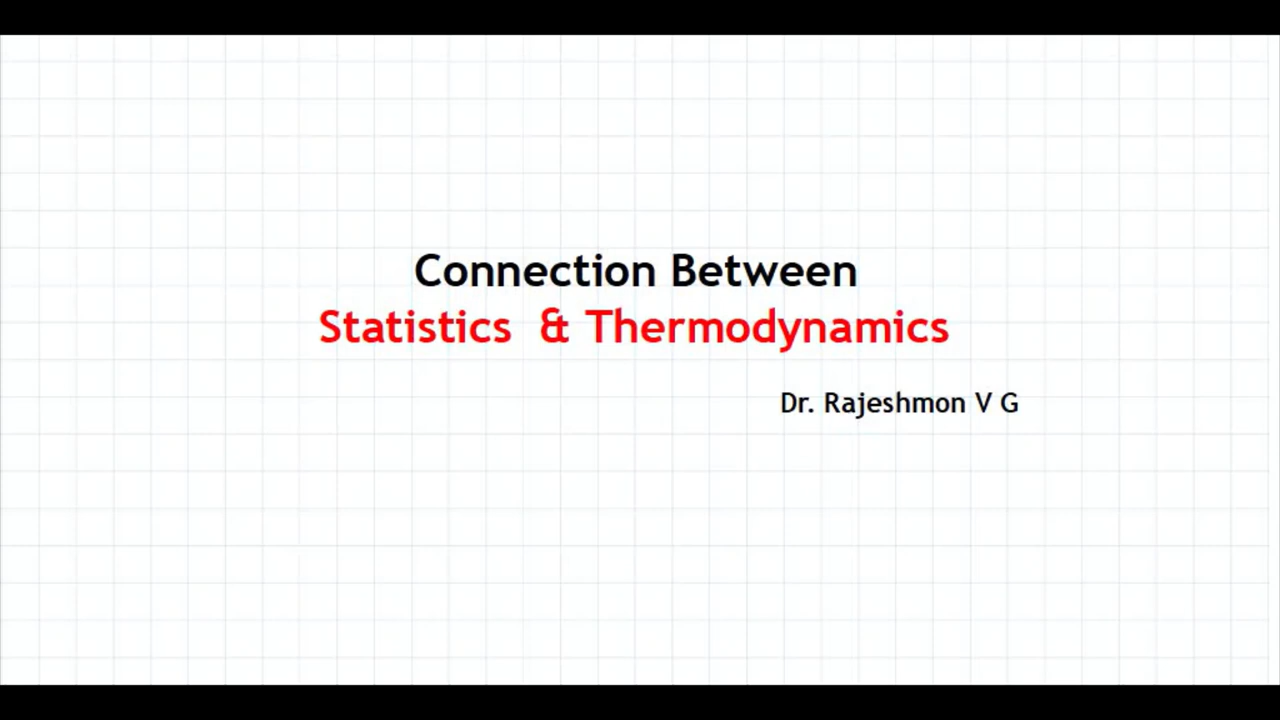 Connection Between
Statistics & Thermodynamics
Dr. Rajeshmon V G